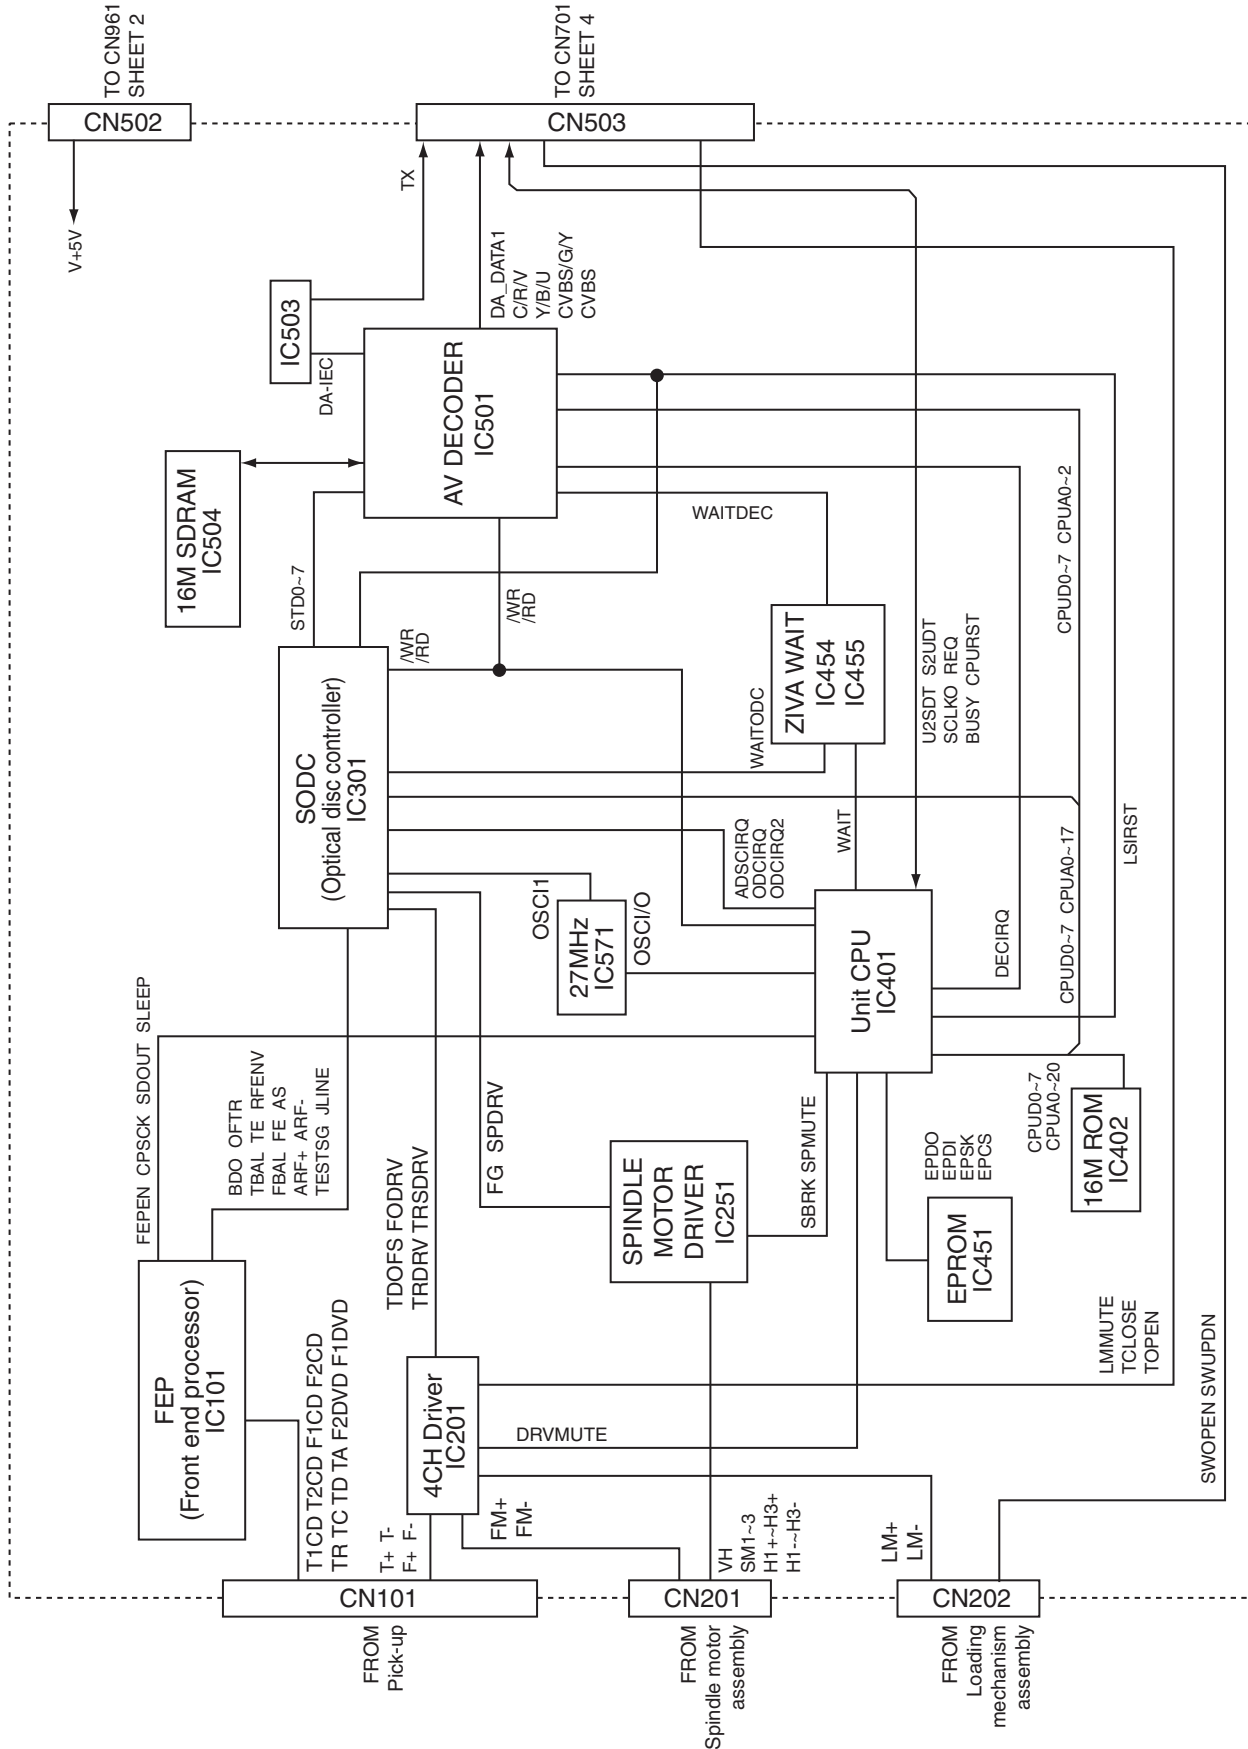 FROM
Pick-up
CN101
T1CD T2CD F1CD F2CD
TR TC TD TA F2DVD F1DVD
T+ T-
F+ F-
FEP
(Front end processor)
IC101
FEPEN CPSCK SDOUT SLEEP
BDO OFTR
TBAL TE RFENV
FBAL FE AS
ARF+ ARF-
TESTSG JLINE
SODC
(Optical disc controller)
IC301
STD0~7
/WR
/RD
16M SDRAM
IC504
DA-IEC
IC503
TX
V+5V
CN502
TO CN961
SHEET 2
FROM
Spindle motor
assembly
CN201
FM+
FM-
VH
SM1~3
H1+~H3+
H1-~H3-
4CH Driver
IC201
TDOFS FODRV
TRDRV TRSDRV
FG SPDRV
DRVMUTE
SPINDLE
MOTOR
DRIVER
IC251
SBRK SPMUTE
OSCI1
27MHz
IC571
OSCI/O
ADSCIRQ
ODCIRQ
ODCIRQ2
WAITODC
WAIT
ZIVA WAIT
IC454
IC455
WAITDEC
/WR
/RD
AV DECODER
IC501
DA_DATA1
C/R/V
Y/B/U
CVBS/G/Y
CVBS
CN503
TO CN701
SHEET 4
Unit CPU
IC401
U2SDT S2UDT
SCLKO REQ
BUSY CPURST
DECIRQ
CPUD0~7 CPUA0~17
CPUD0~7 CPUA0~2
LSIRST
EPDO
EPDI
EPSK
EPCS
EPROM
IC451
CPUD0~7
CPUA0~20
16M ROM
IC402
FROM
Loading
mechanism
assembly
CN202
LM+
LM-
LMMUTE
TCLOSE
TOPEN
SWOPEN SWUPDN